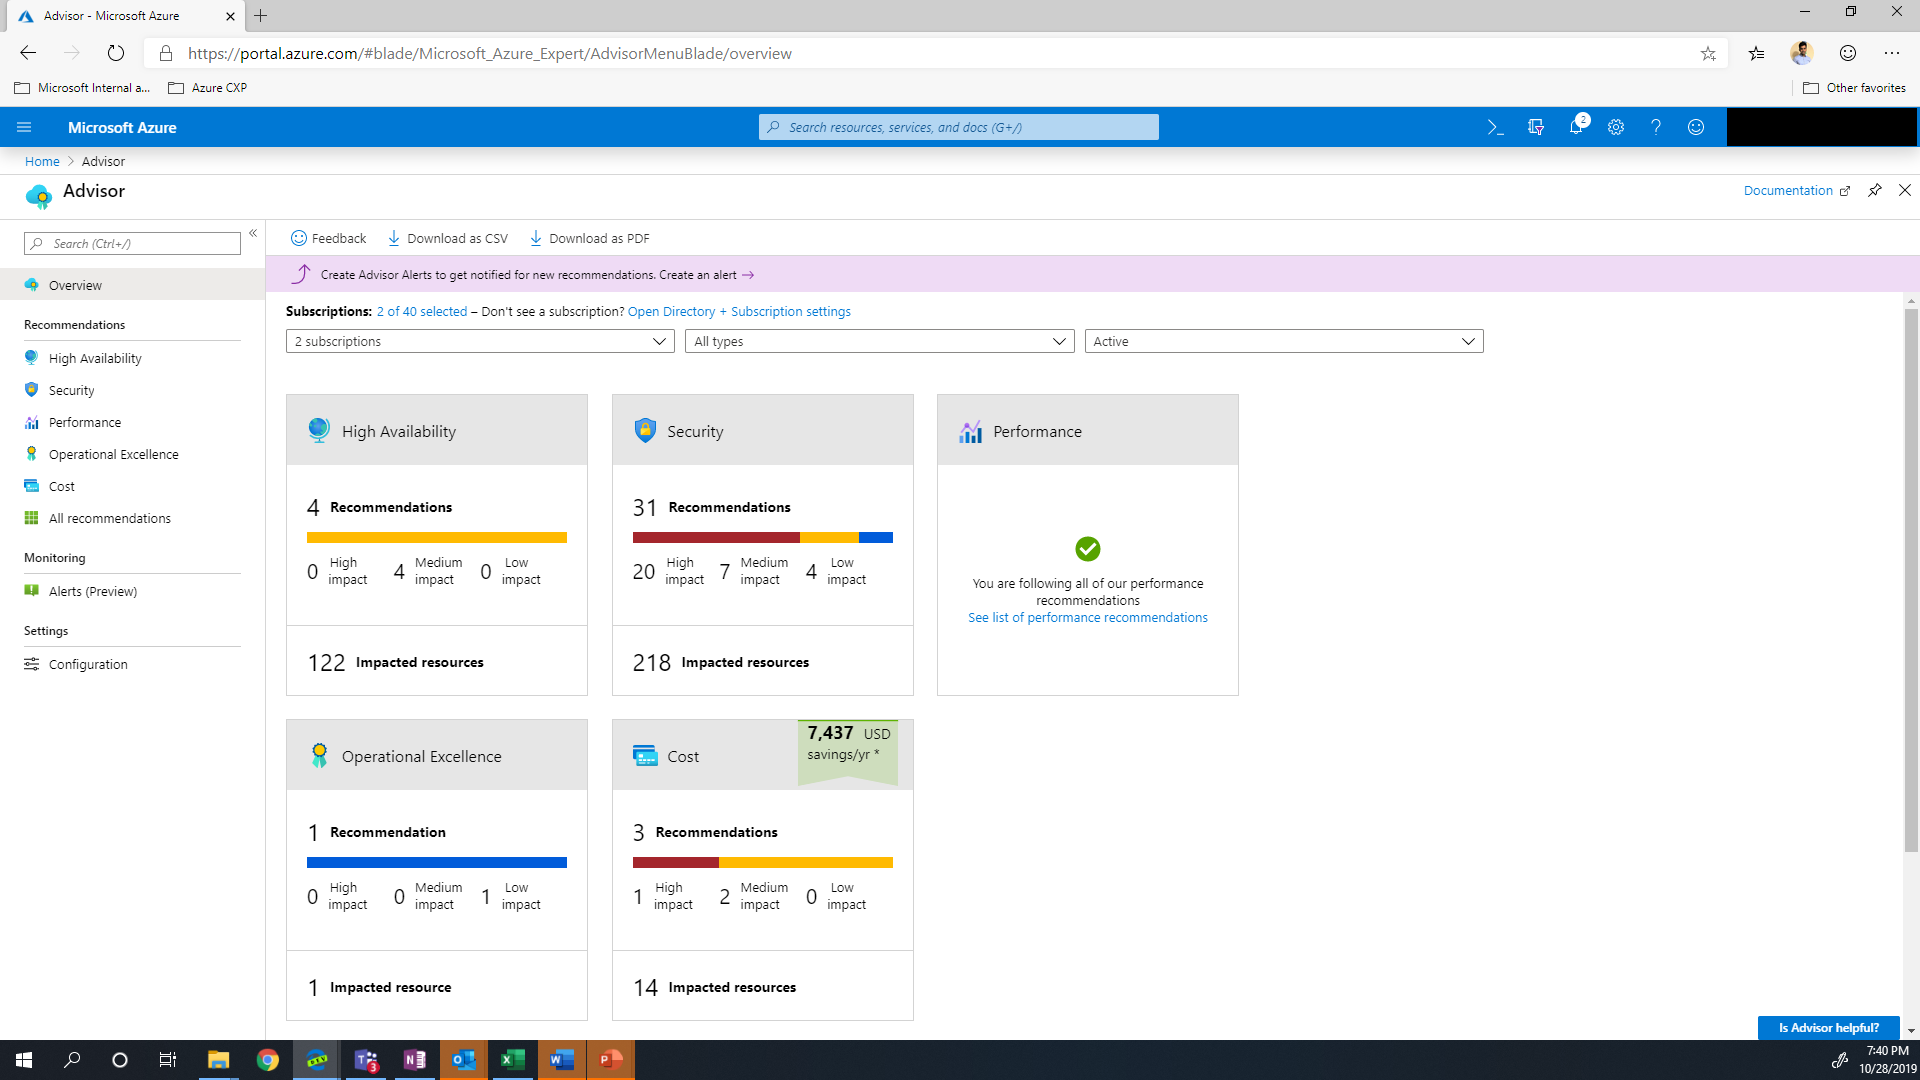 Advisor - Microsoft Azure
https://portal.azure.com/#blade/Microsoft_Azure_Expert/AdvisorMenuBlade/overview
Microsoft Internal a...
Azure CXP
Other favorites
Microsoft Azure
Search resources, services, and docs (G+/)
2
Home > Advisor
Advisor
Documentation
Search (Ctrl+/)
Overview
Recommendations
High Availability
Security
Performance
Operational Excellence
Cost
All recommendations
Monitoring
Alerts (Preview)
Settings
Configuration
Feedback
Download as CSV
Download as PDF
Create Advisor Alerts to get notified for new recommendations. Create an alert →
Subscriptions: 2 of 40 selected – Don't see a subscription? Open Directory + Subscription settings
2 subscriptions
All types
Active
High Availability
4 Recommendations
0 High impact
4 Medium impact
0 Low impact
122 Impacted resources
Security
31 Recommendations
20 High impact
7 Medium impact
4 Low impact
218 Impacted resources
Performance
You are following all of our performance
recommendations
See list of performance recommendations
Operational Excellence
1 Recommendation
0 High impact
0 Medium impact
1 Low impact
1 Impacted resource
Cost
7,437 USD
savings/yr *
3 Recommendations
1 High impact
2 Medium impact
0 Low impact
14 Impacted resources
Is Advisor helpful?
3
7:40 PM
10/28/2019